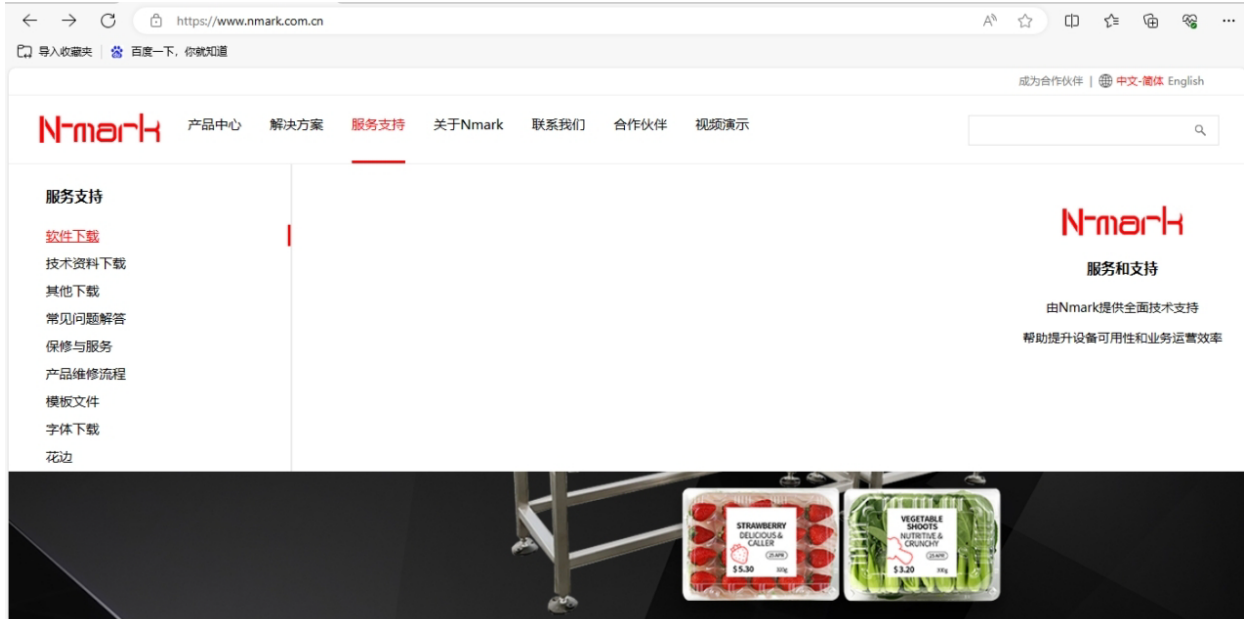 https://www.nmark.com.cn
导入收藏夹 百度一下，你就知道
成为合作伙伴 | 中文-简体 English
N-mark 产品中心 解决方案 服务支持 关于Nmark 联系我们 合作伙伴 视频演示
服务支持
软件下载
技术资料下载
其他下载
常见问题解答
保修与服务
产品维修流程
模板文件
字体下载
花边
N-mark
服务和支持
由Nmark提供全面技术支持
帮助提升设备可用性和业务运营效率
STRAWBERRY
DELICIOUS &
CALLER
25 APR
$5.30 300g
VEGETABLE
SHOOTS
NUTRITIVE &
CRUNCHY
25 APR
$3.20 300g